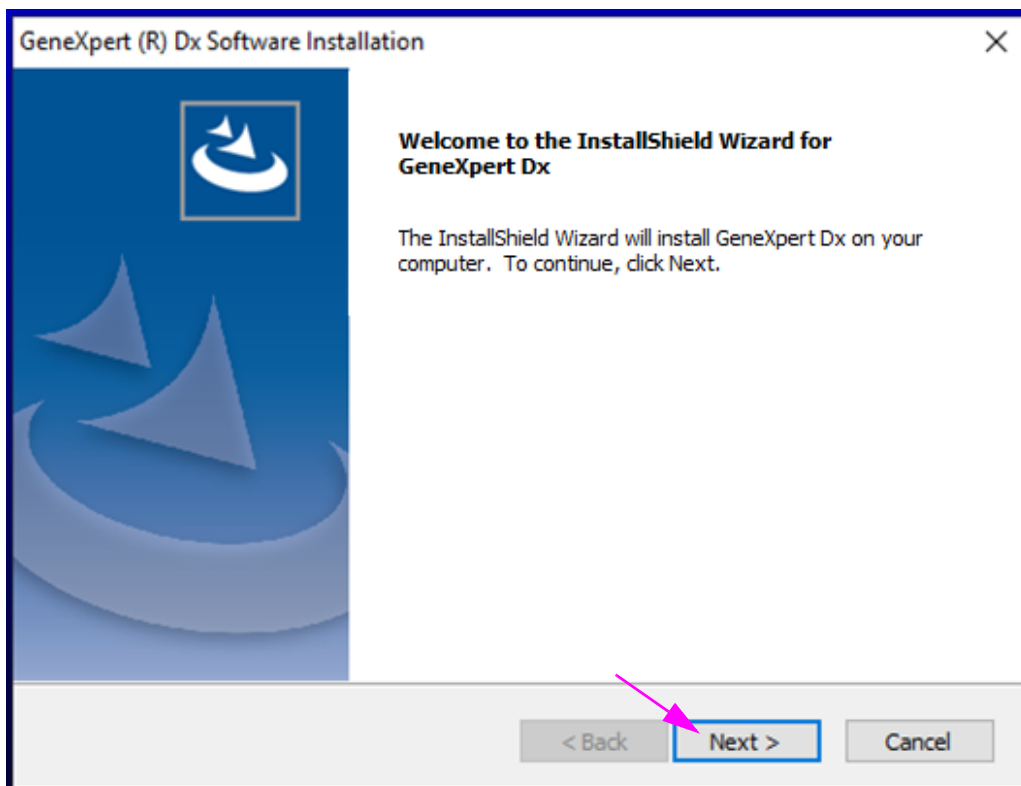 GeneXpert (R) Dx Software Installation
Welcome to the InstallShield Wizard for
GeneXpert Dx
The InstallShield Wizard will install GeneXpert Dx on your
computer.  To continue, click Next.
< Back
Next >
Cancel